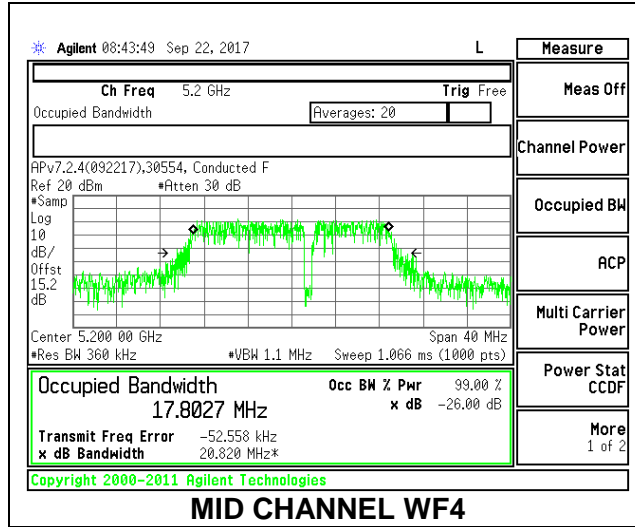 Agilent 08:43:49 Sep 22, 2017 L
Measure
Ch Freq 5.2 GHz Trig Free
Occupied Bandwidth Averages: 20
APv7.2.4(092217),30554, Conducted F
Ref 20 dBm #Atten 30 dB
#Samp
Log
10
dB/
Offst
15.2
dB
Center 5.200 00 GHz Span 40 MHz
#Res BW 360 kHz #VBW 1.1 MHz Sweep 1.066 ms (1000 pts)
Occupied Bandwidth Occ BW % Pwr 99.00 %
17.8027 MHz x dB -26.00 dB
Transmit Freq Error -52.558 kHz
x dB Bandwidth 20.820 MHz*
Copyright 2000-2011 Agilent Technologies
Meas Off
Channel Power
Occupied BW
ACP
Multi Carrier
Power
Power Stat
CCDF
More
1 of 2
MID CHANNEL WF4